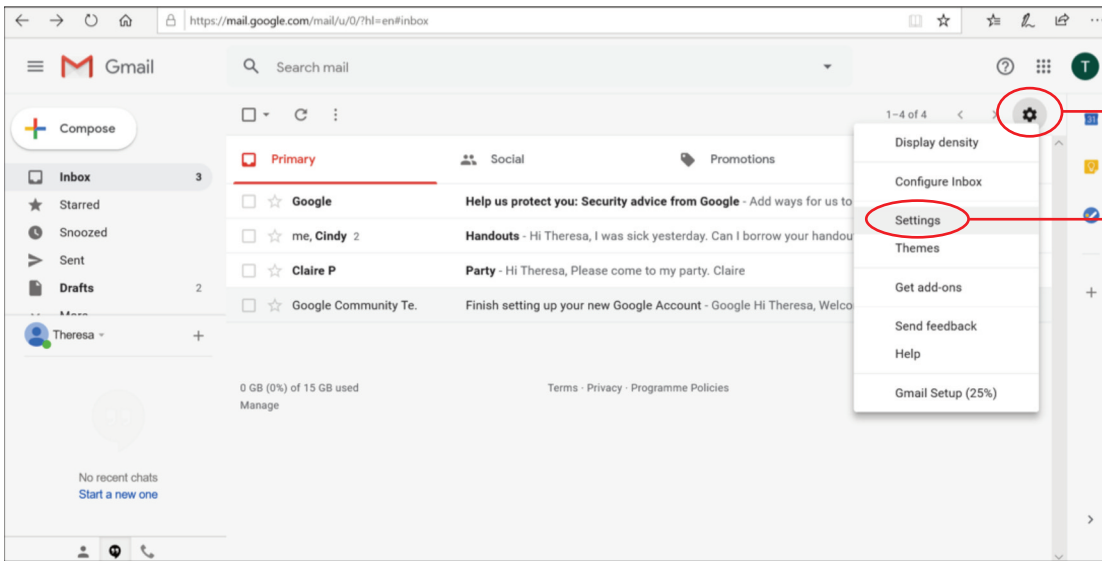 https://mail.google.com/mail/u/0/?hl=en#inbox
Gmail
Search mail
T
Compose
1–4 of 4
31
Primary
Social
Promotions
Display density
Configure Inbox
Settings
Themes
Get add-ons
Send feedback
Help
Gmail Setup (25%)
Inbox 3
Starred
Snoozed
Sent
Drafts 2
Theresa
Google Help us protect you: Security advice from Google - Add ways for us to
me, Cindy 2 Handouts - Hi Theresa, I was sick yesterday. Can I borrow your handou
Claire P Party - Hi Theresa, Please come to my party. Claire
Google Community Te. Finish setting up your new Google Account - Google Hi Theresa, Welco
0 GB (0%) of 15 GB used
Manage
Terms · Privacy · Programme Policies
No recent chats
Start a new one